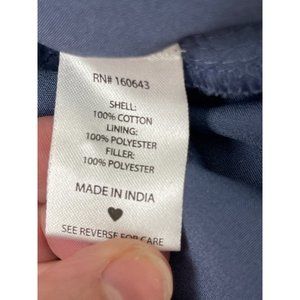 RN# 160643
SHELL:
100% COTTON
LINING:
100% POLYESTER
FILLER:
100% POLYESTER
MADE IN INDIA
SEE REVERSE FOR CARE